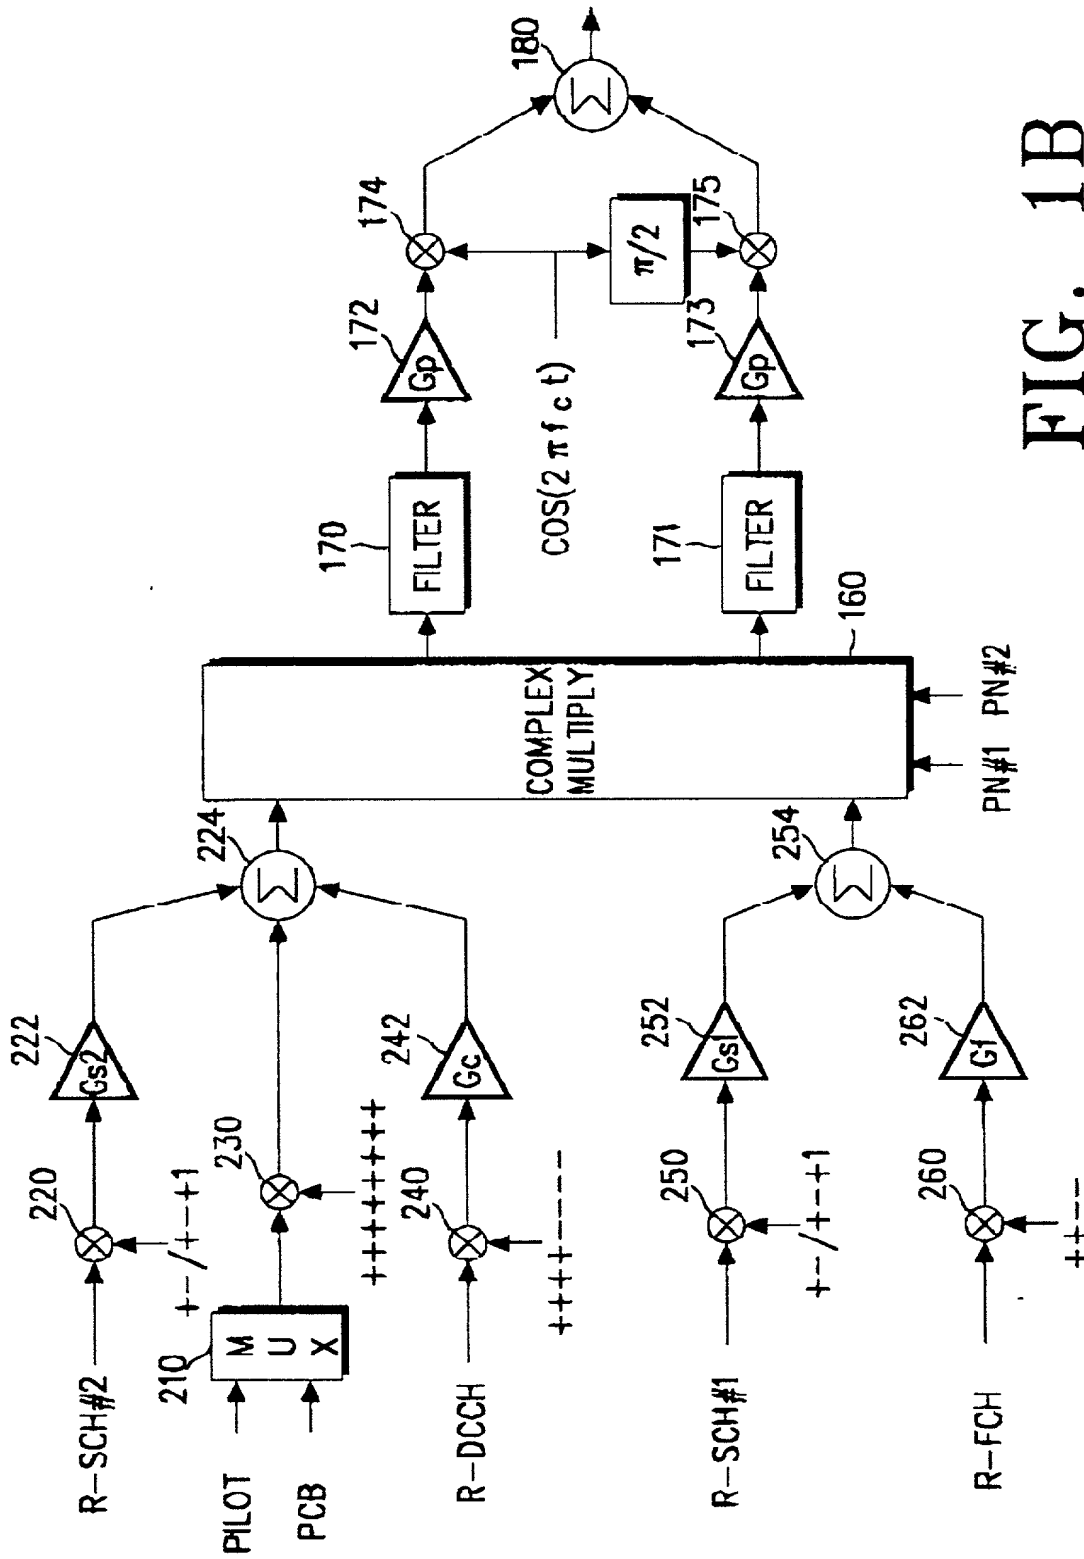 R-SCH#2
220
+-/+--+1
Gs2
222
PILOT
PCB
210
M
U
X
230
++++++++
224
R-DCCH
240
++++----
Gc
242
R-SCH#1
250
+-/+-+1
Gs1
252
254
R-FCH
260
++--
Gf
262
COMPLEX
MULTIPLY
160
PN#1
PN#2
170
FILTER
172
Gp
174
COS(2πfct)
π/2
171
FILTER
173
Gp
175
Σ
Σ
Σ
180
FIG. 1B